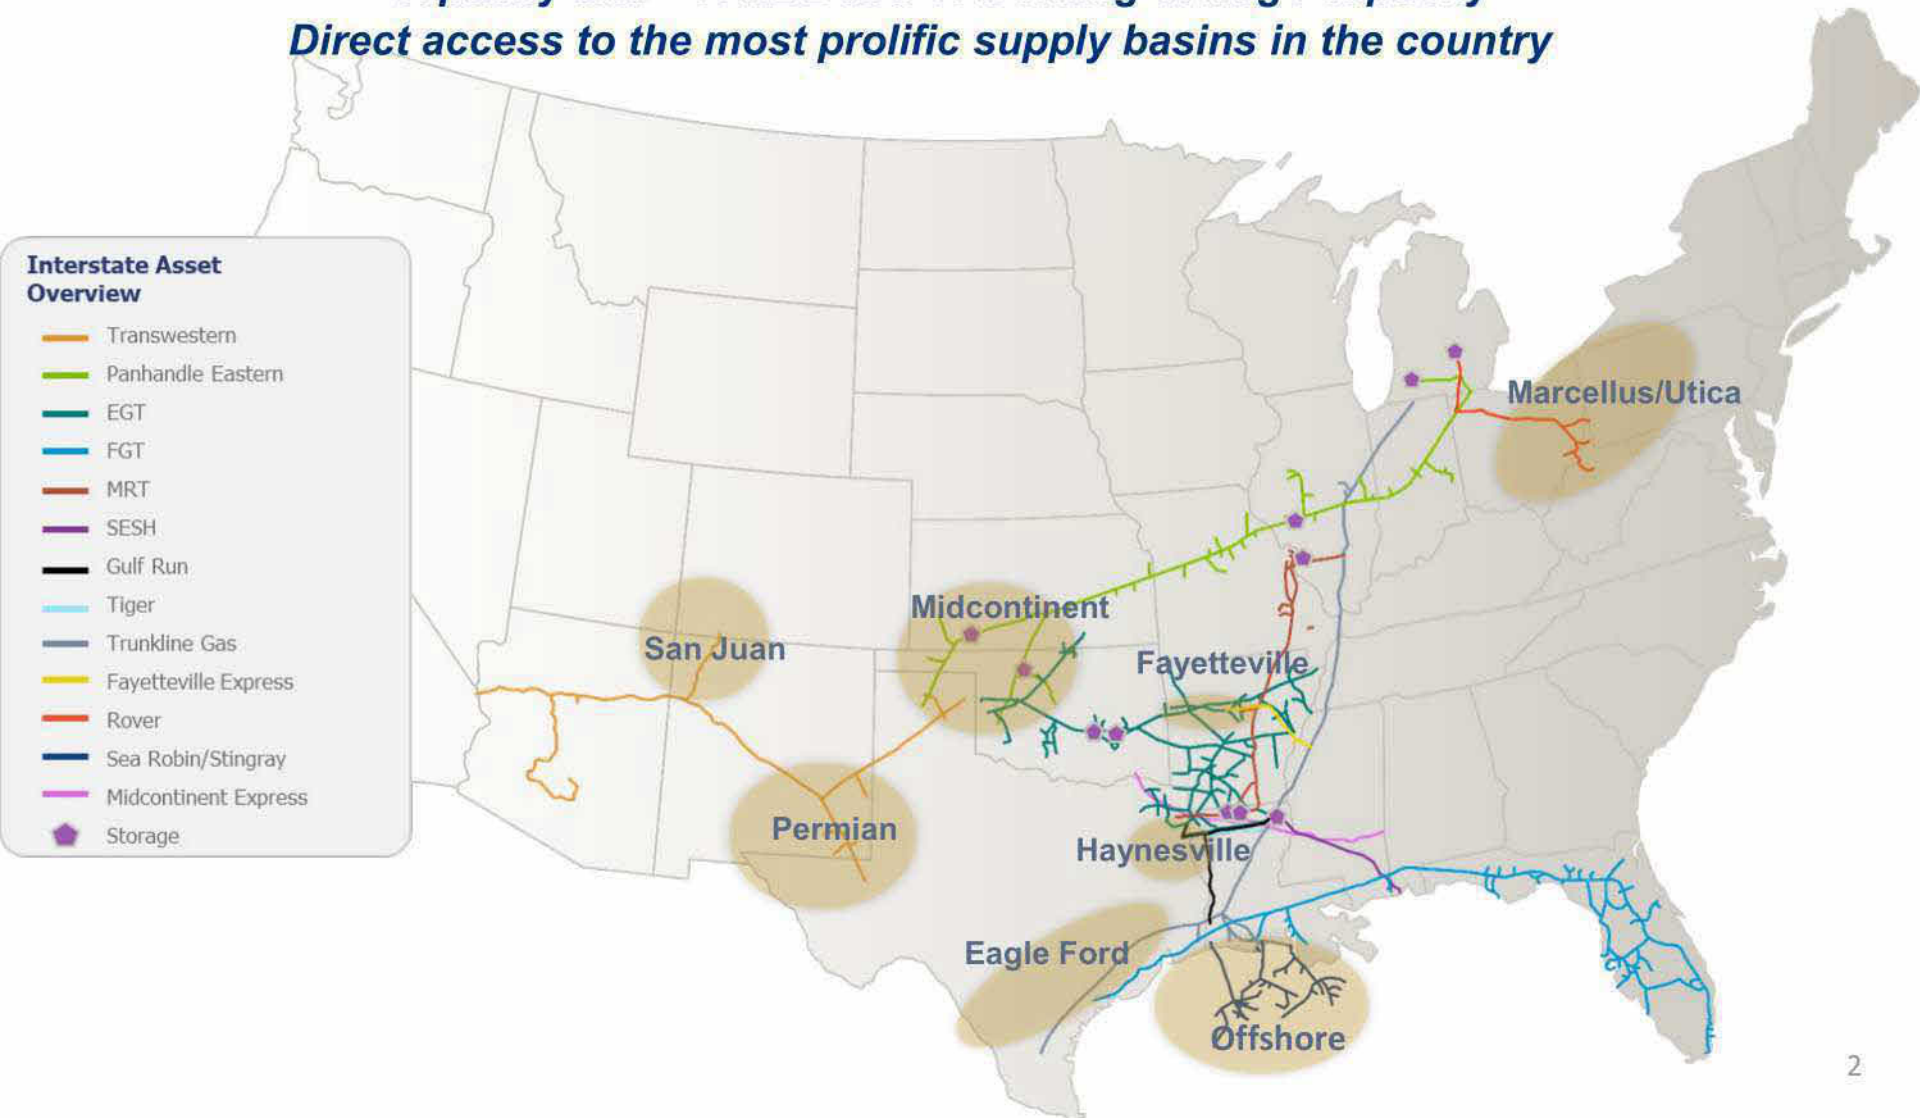 Direct access to the most prolific supply basins in the country
Interstate Asset
Overview
Transwestern
Panhandle Eastern
EGT
FGT
MRT
SESH
Gulf Run
Tiger
Trunkline Gas
Fayetteville Express
Rover
Sea Robin/Stingray
Midcontinent Express
Storage
Marcellus/Utica
Midcontinent
San Juan
Fayetteville
Permian
Haynesville
Eagle Ford
Offshore
2